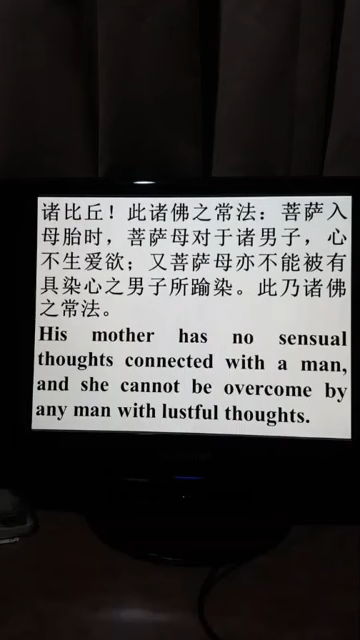 诸比丘！此诸佛之常法：菩萨入
母胎时，菩萨母对于诸男子，心
不生爱欲；又菩萨母亦不能被有
具染心之男子所踰染。此乃诸佛
之常法。
His mother has no sensual
thoughts connected with a man,
and she cannot be overcome by
any man with lustful thoughts.